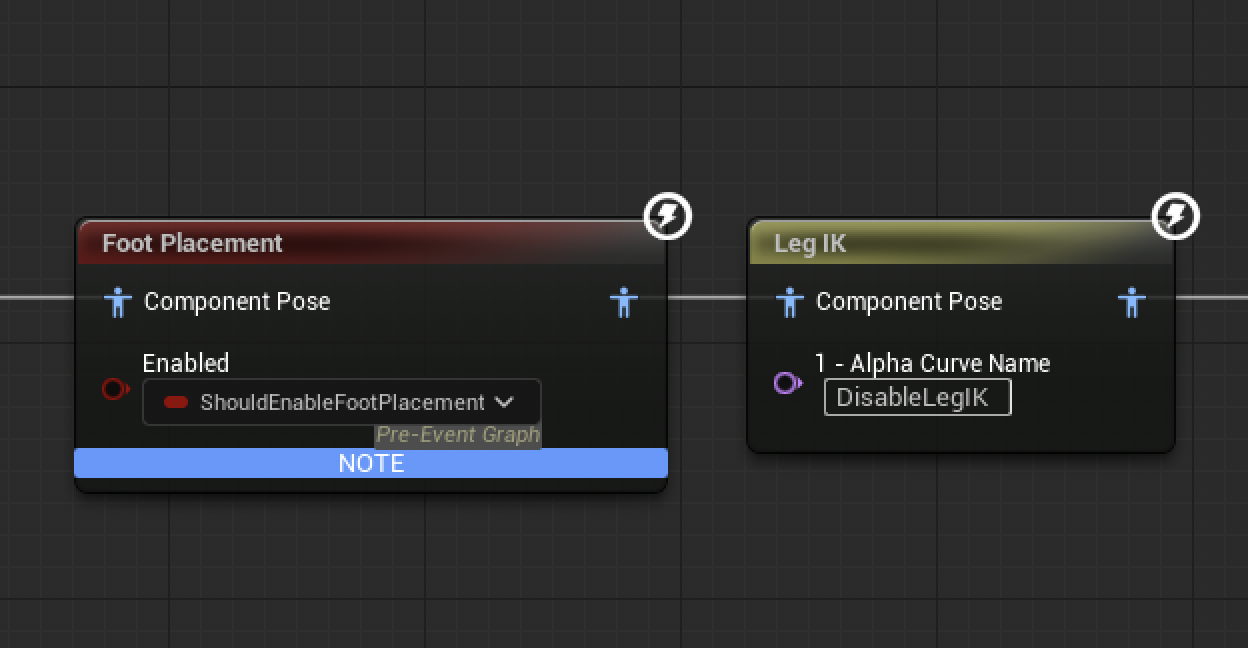 Foot Placement
Component Pose
Enabled
ShouldEnableFootPlacement
Pre-Event Graph
NOTE
Leg IK
Component Pose
1 - Alpha Curve Name
DisableLegIK